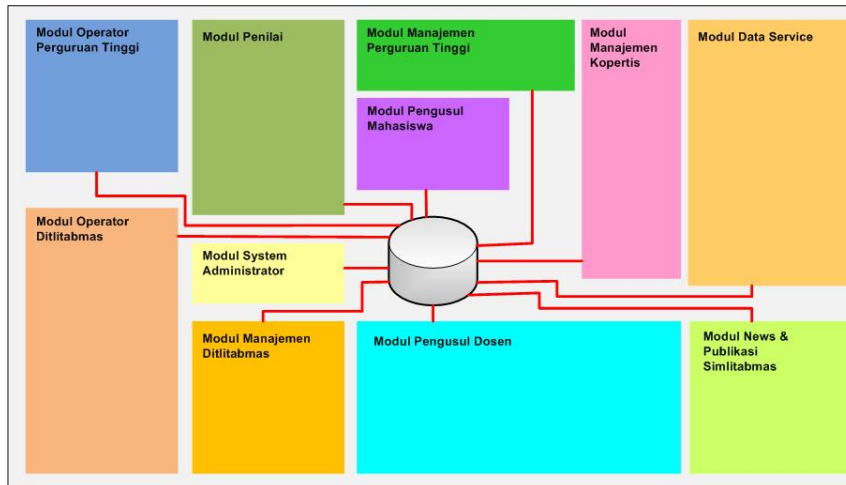 Modul Operator
Perguruan Tinggi
Modul Penilai
Modul Manajemen
Perguruan Tinggi
Modul
Manajemen
Kopertis
Modul Data Service
Modul Pengusul
Mahasiswa
Modul Operator
Ditlitabmas
Modul System
Administrator
Modul Manajemen
Ditlitabmas
Modul Pengusul Dosen
Modul News &
Publikasi
Simlitabmas